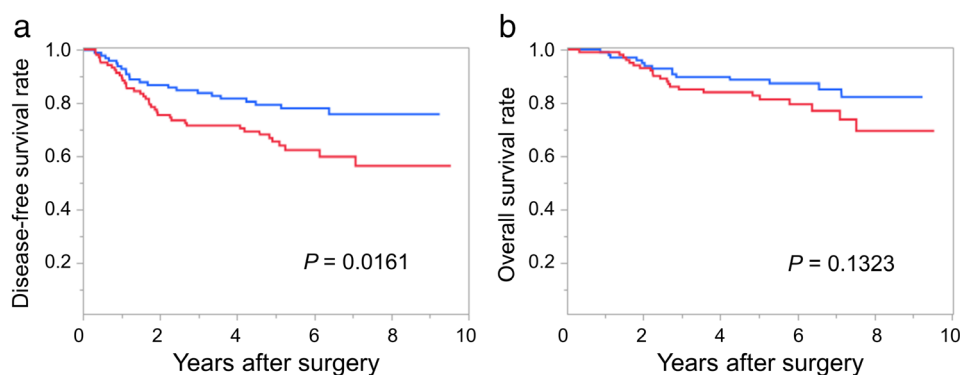 a
Disease-free survival rate
1.0
0.8
0.6
0.4
0.2
P = 0.0161
0 2 4 6 8 10
Years after surgery
b
Overall survival rate
1.0
0.8
0.6
0.4
0.2
P = 0.1323
0 2 4 6 8 10
Years after surgery